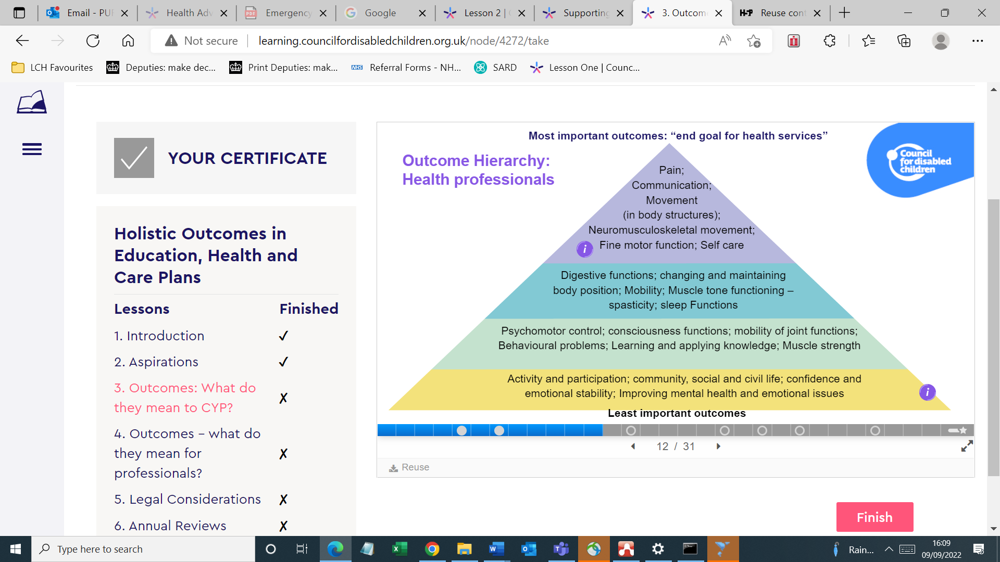 Email - PUF
Health Adv
Emergency
Google
Lesson 2 |
Supporting
3. Outcom
H-P Reuse cont
Not secure
learning.councilfordisabledchildren.org.uk/node/4272/take
LCH Favourites
Deputies: make dec...
Print Deputies: mak...
NHS Referral Forms - NH...
SARD
Lesson One | Counc...
YOUR CERTIFICATE
Holistic Outcomes in
Education, Health and
Care Plans
Lessons Finished
1. Introduction ✓
2. Aspirations ✓
3. Outcomes: What do
they mean to CYP? ✗
4. Outcomes – what do
they mean for
professionals? ✗
5. Legal Considerations ✗
6. Annual Reviews ✗
Most important outcomes: “end goal for health services”
Outcome Hierarchy:
Health professionals
Council
for disabled
children
Pain;
Communication;
Movement
(in body structures);
Neuromusculoskeletal movement;
Fine motor function; Self care
i
Digestive functions; changing and maintaining
body position; Mobility; Muscle tone functioning –
spasticity; sleep Functions
Psychomotor control; consciousness functions; mobility of joint functions;
Behavioural problems; Learning and applying knowledge; Muscle strength
Activity and participation; community, social and civil life; confidence and
emotional stability; Improving mental health and emotional issues
i
Least important outcomes
12 / 31
Reuse
Finish
Type here to search
Rain...
16:09
09/09/2022